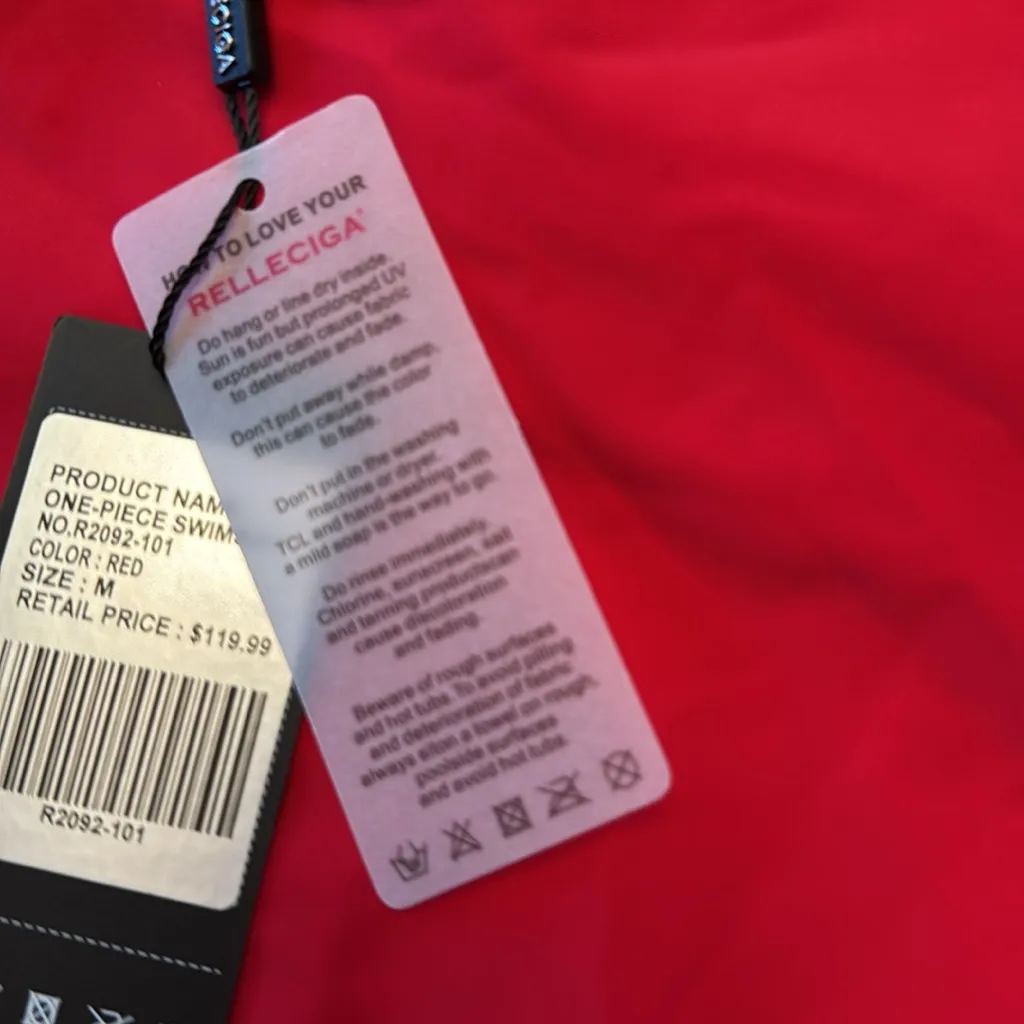 ECIGA
HOW TO LOVE YOUR
RELLECIGA®
Do hang or line dry inside.
Sun is fun but prolonged UV
exposure can cause fabric
to deteriorate and fade.
Don't put away while damp,
this can cause the color
to fade.
Don't put in the washing
machine or dryer.
TCL and hand-washing with
a mild soap is the way to go.
Do rinse immediately.
Chlorine, sunscreen, salt
and tanning productscan
cause discoloration
and fading.
Beware of rough surfaces
and hot tubs. To avoid pilling
and deterioration of fabric
always siton a towel on rough,
poolside surfaces
and avoid hot tubs.
PRODUCT NAM
ONE-PIECE SWIMS
NO.R2092-101
COLOR : RED
SIZE : M
RETAIL PRICE : $119.99
R2092-101